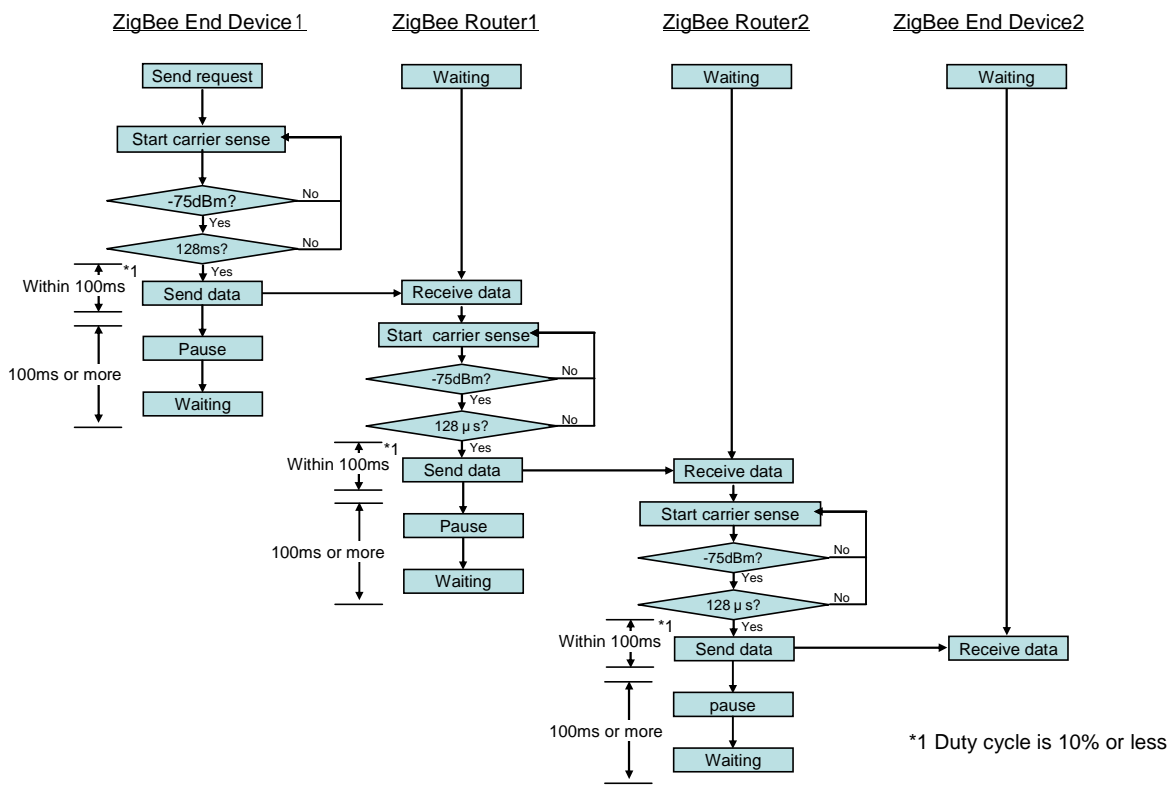 ZigBee End Device1
ZigBee Router1
ZigBee Router2
ZigBee End Device2
Send request
Waiting
Waiting
Waiting
Start carrier sense
-75dBm?
No
Yes
128ms?
No
Yes
*1
Within 100ms
Send data
Receive data
Start carrier sense
Pause
100ms or more
-75dBm?
No
Yes
Waiting
128 μ s?
No
Yes
*1
Within 100ms
Send data
Receive data
Start carrier sense
Pause
100ms or more
-75dBm?
No
Yes
Waiting
128 μ s?
No
Yes
*1
Within 100ms
Send data
Receive data
pause
100ms or more
Waiting
*1 Duty cycle is 10% or less